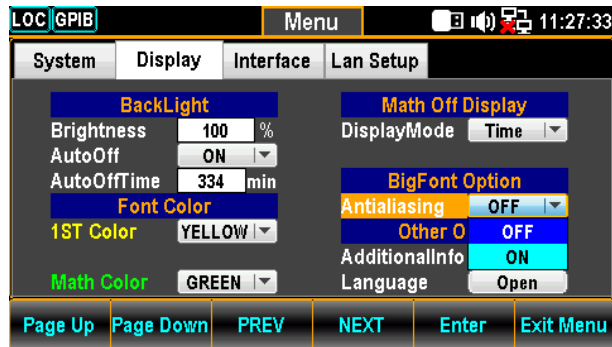 LOC GPIB Menu 11:27:33
System Display Interface Lan Setup
BackLight
Brightness 100 %
AutoOff ON
AutoOffTime 334 min
Font Color
1ST Color YELLOW
Math Color GREEN
Math Off Display
DisplayMode Time
BigFont Option
Antialiasing OFF
Other O OFF
AdditionalInfo ON
Language Open
Page Up Page Down PREV NEXT Enter Exit Menu